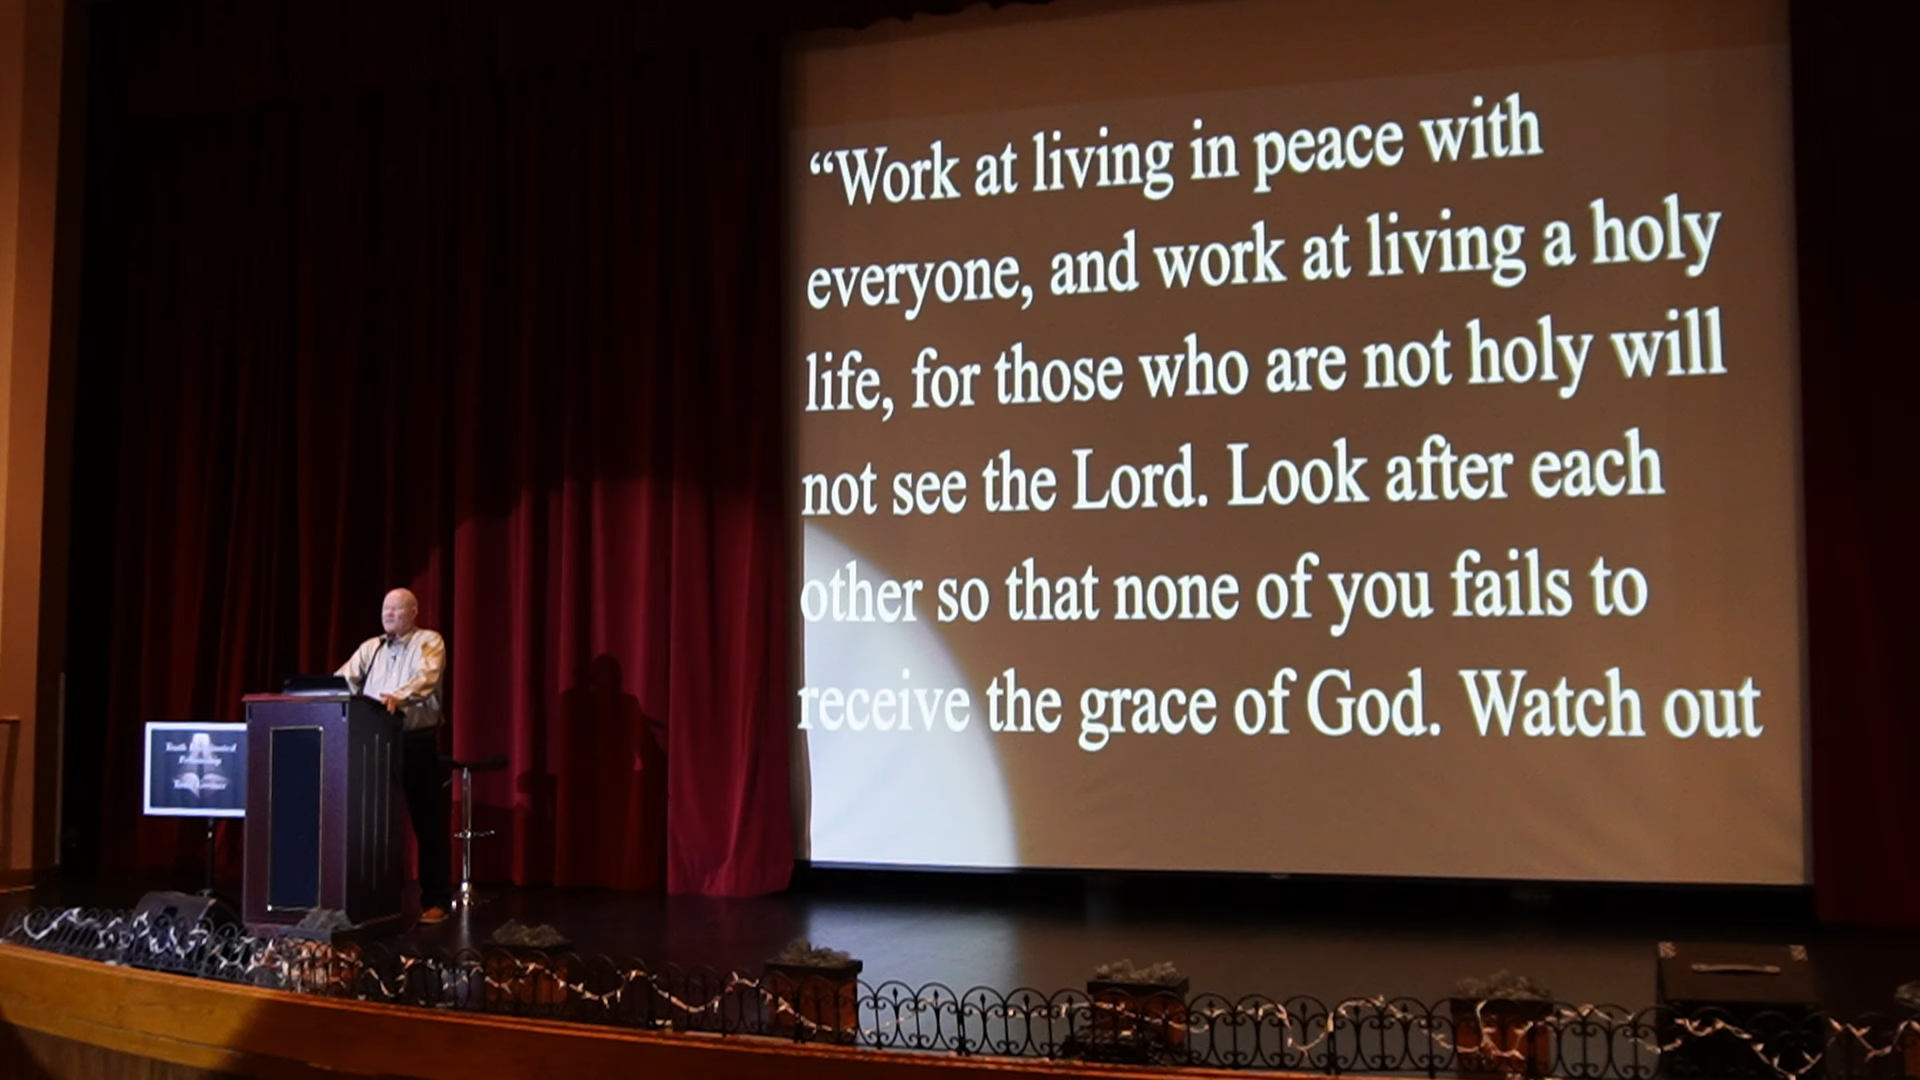 “Work at living in peace with
everyone, and work at living a holy
life, for those who are not holy will
not see the Lord. Look after each
other so that none of you fails to
receive the grace of God. Watch out
Fellowship